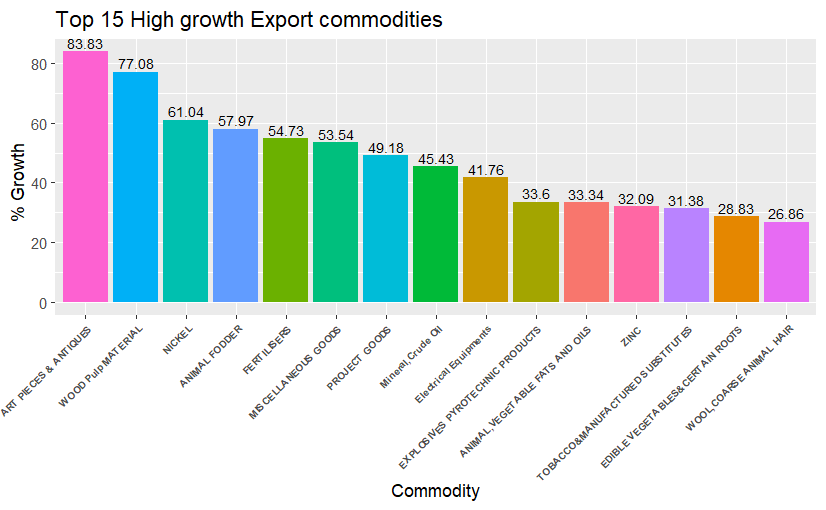 Top 15 High growth Export commodities
83.83
77.08
61.04
57.97
54.73
53.54
49.18
45.43
41.76
33.6
33.34
32.09
31.38
28.83
26.86
% Growth
80
60
40
20
0
ART PIECES & ANTIQUES
WOOD Pulp MATERIAL
NICKEL
ANIMAL FODDER
FERTILISERS
MISCELLANEOUS GOODS
PROJECT GOODS
Mineral,Crude Oil
Electrical Equipments
EXPLOSIVES PYROTECHNIC PRODUCTS
ANIMAL,VEGETABLE FATS AND OILS
ZINC
TOBACCO&MANUFACTURED SUBSTITUTES
EDIBLE VEGETABLES& CERTAIN ROOTS
WOOL,COARSE ANIMAL HAIR
Commodity